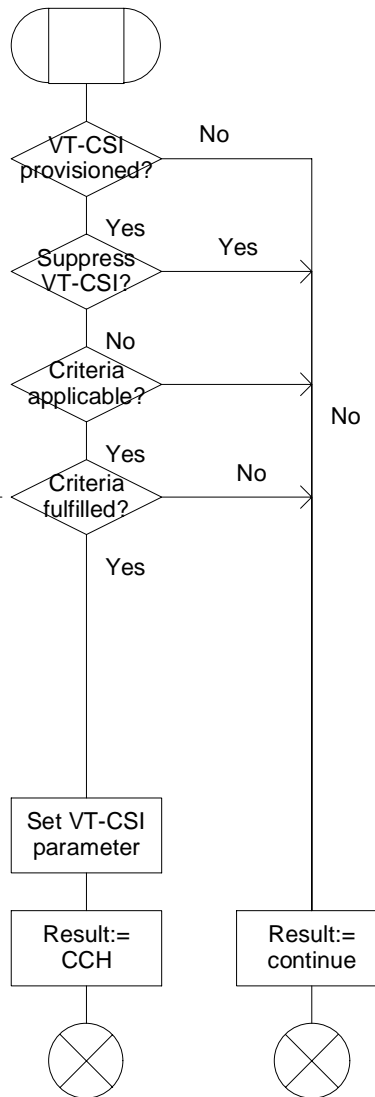 VT-CSI
provisioned?
No
Yes
Suppress
VT-CSI?
Yes
No
Criteria
applicable?
No
Yes
Criteria
fulfilled?
No
Yes
Set VT-CSI
parameter
Result:=
CCH
Result:=
continue